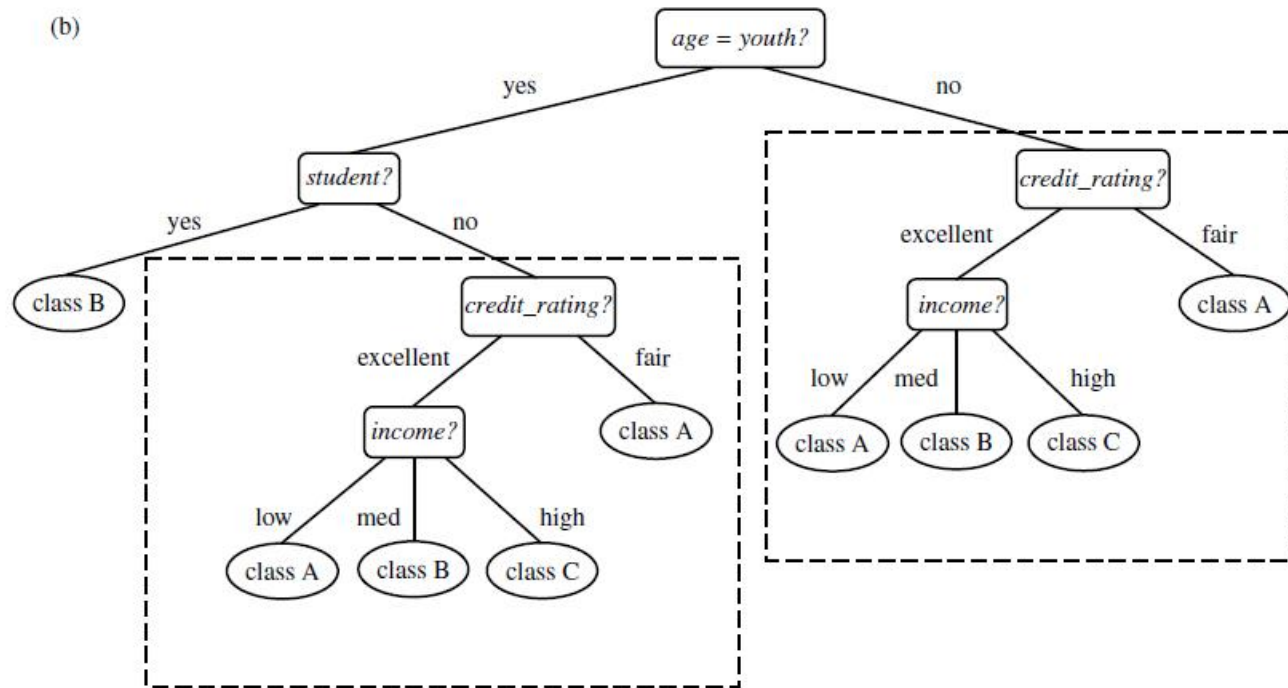 (b)
age = youth?
yes
no
student?
credit_rating?
yes
no
excellent
fair
class B
credit_rating?
income?
class A
excellent
fair
low
med
high
income?
class A
class A
class B
class C
low
med
high
class A
class B
class C